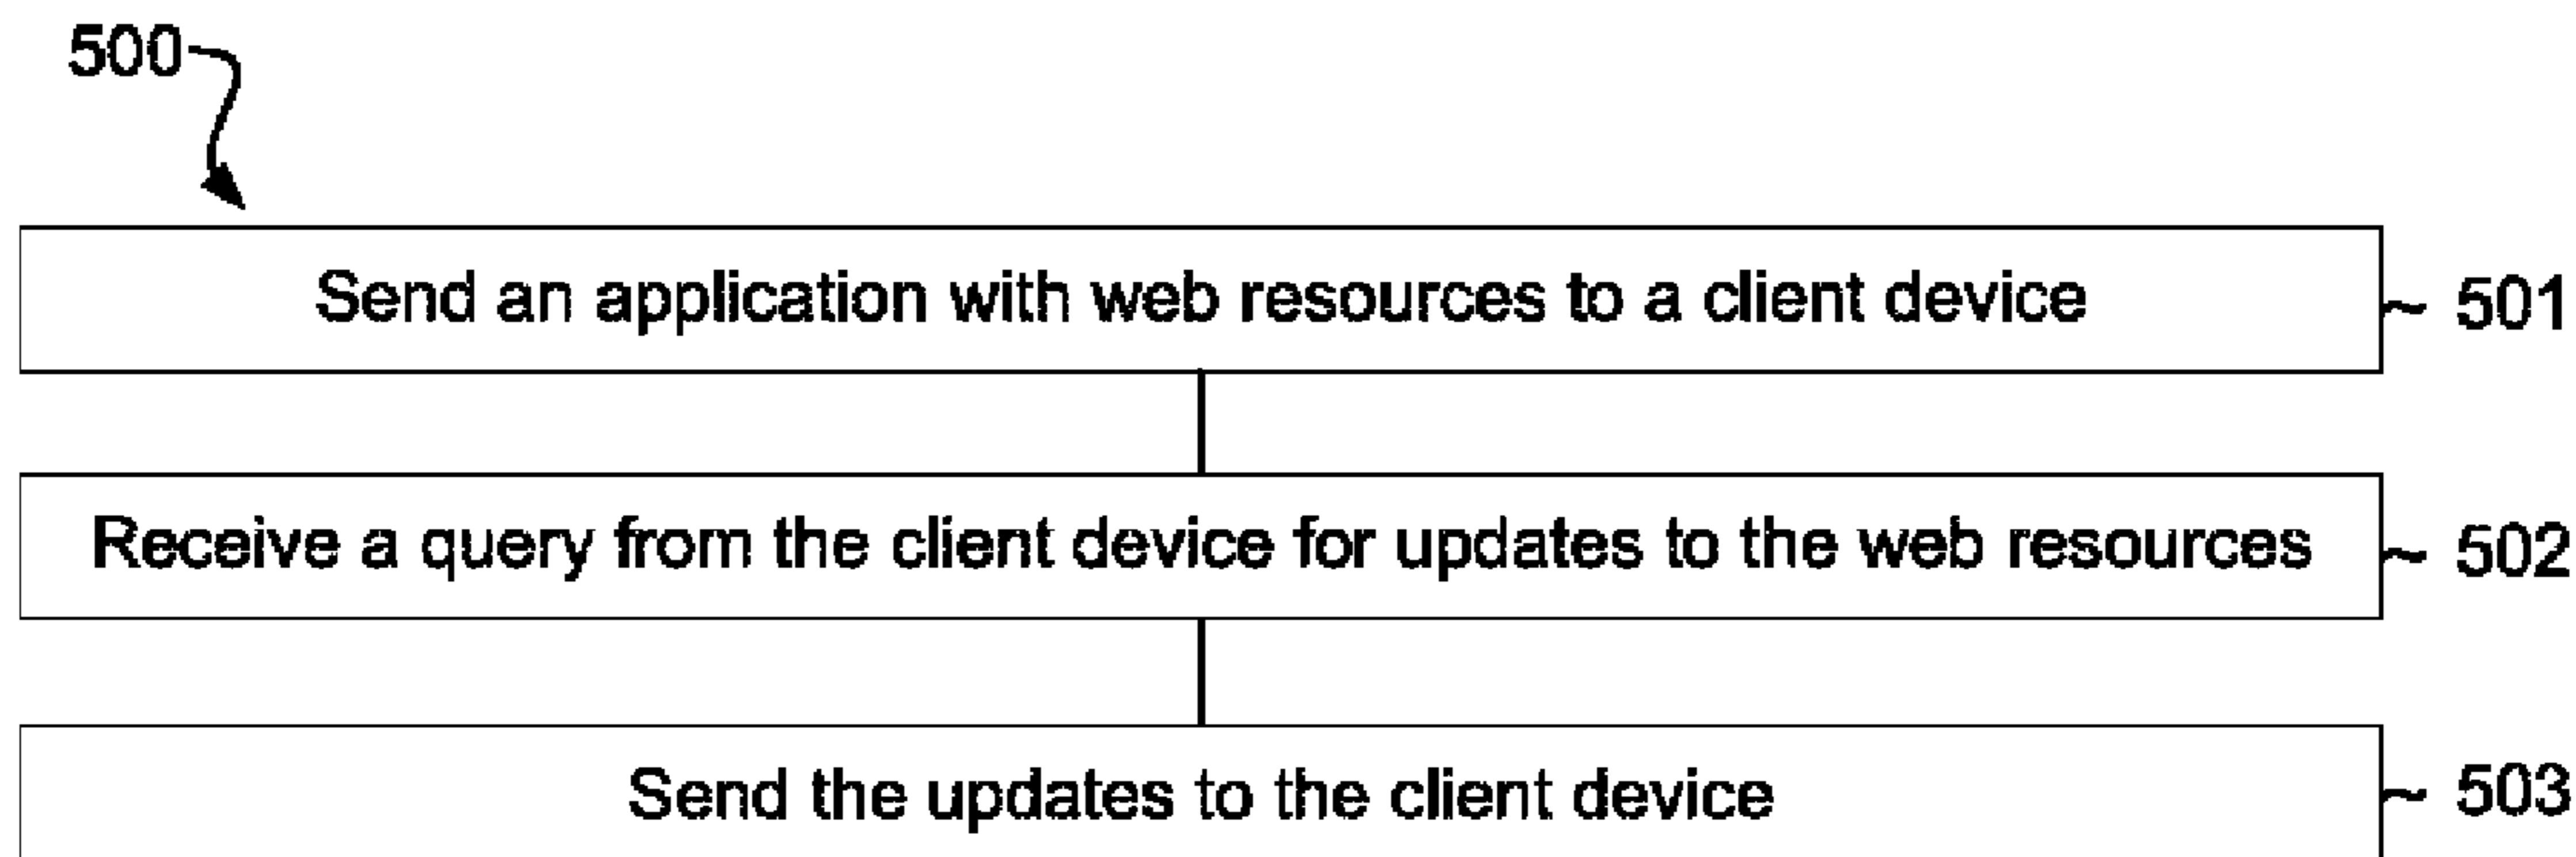 500
Send an application with web resources to a client device
501
Receive a query from the client device for updates to the web resources
502
Send the updates to the client device
503